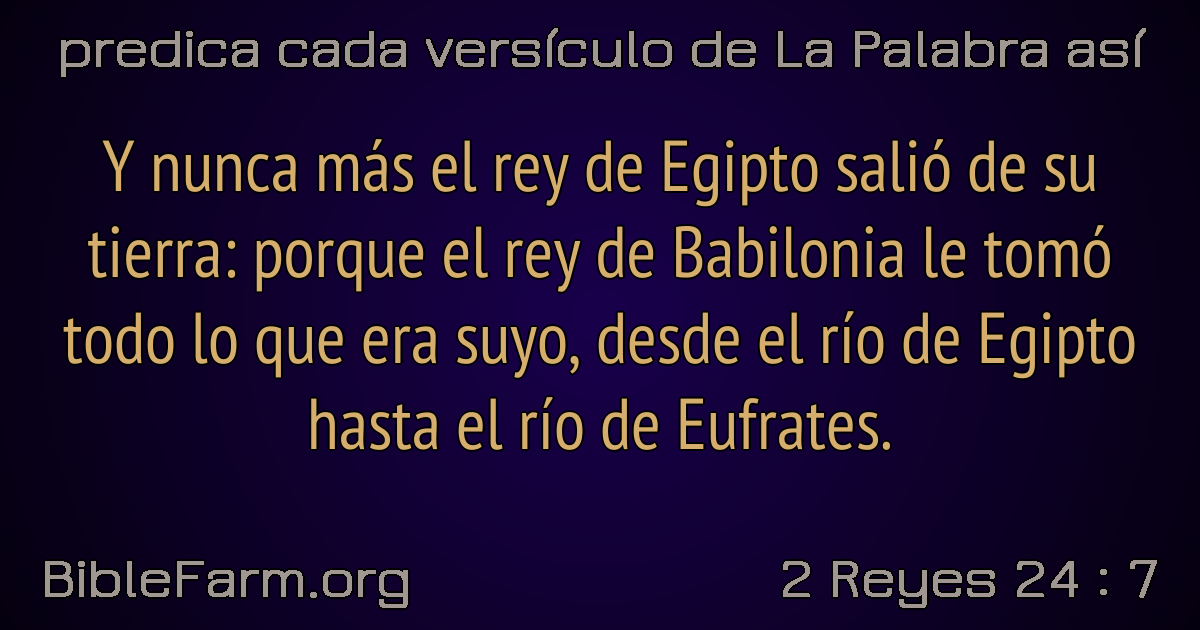 predica cada versículo de La Palabra así
Y nunca más el rey de Egipto salió de su
tierra: porque el rey de Babilonia le tomó
todo lo que era suyo, desde el río de Egipto
hasta el río de Eufrates.
BibleFarm.org
2 Reyes 24 : 7